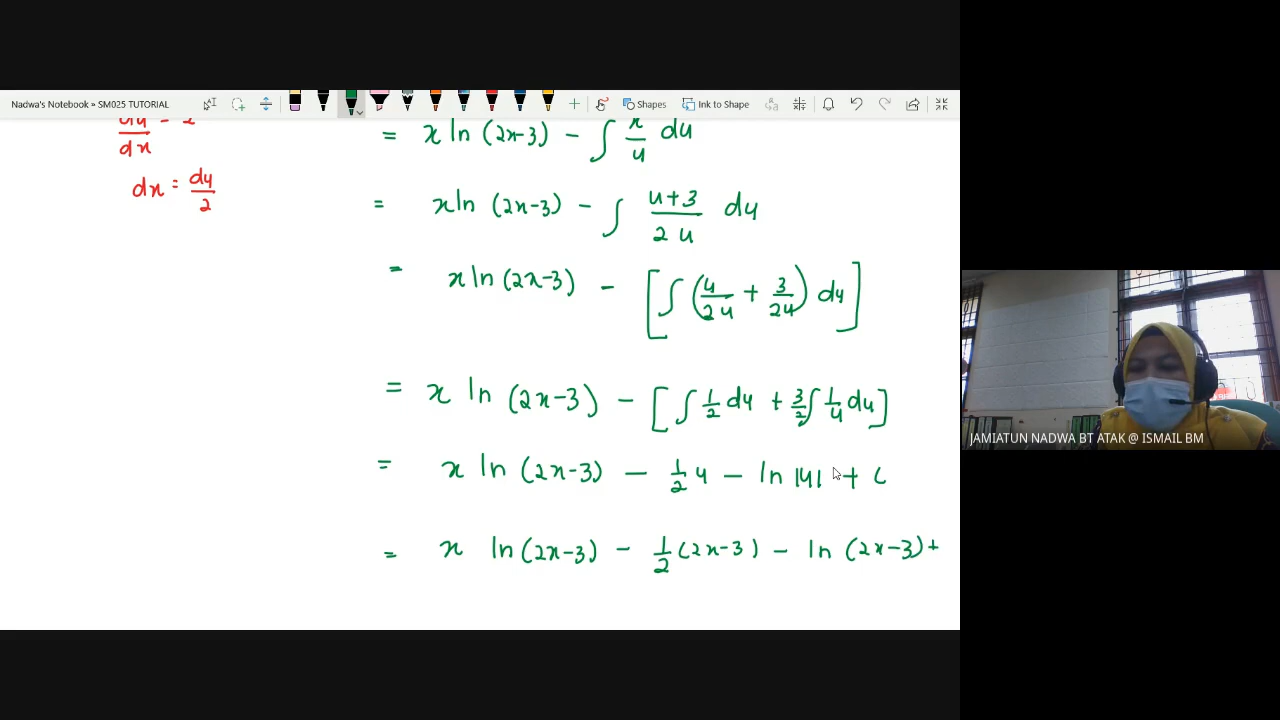 Nadwa's Notebook » SM025 TUTORIAL
Shapes
Ink to Shape
du/dx = 2
dx = du/2
= x ln (2x-3) - ∫ x/u du
= x ln (2x-3) - ∫ u+3/2u du
= x ln (2x-3) - [∫ (u/2u + 3/2u) du]
= x ln (2x-3) - [∫ 1/2 du + 3/2 ∫ 1/u du]
= x ln (2x-3) - 1/2 u - ln |u| + c
= x ln (2x-3) - 1/2 (2x-3) - ln (2x-3) +
JAMIATUN NADWA BT ATAK @ ISMAIL BM